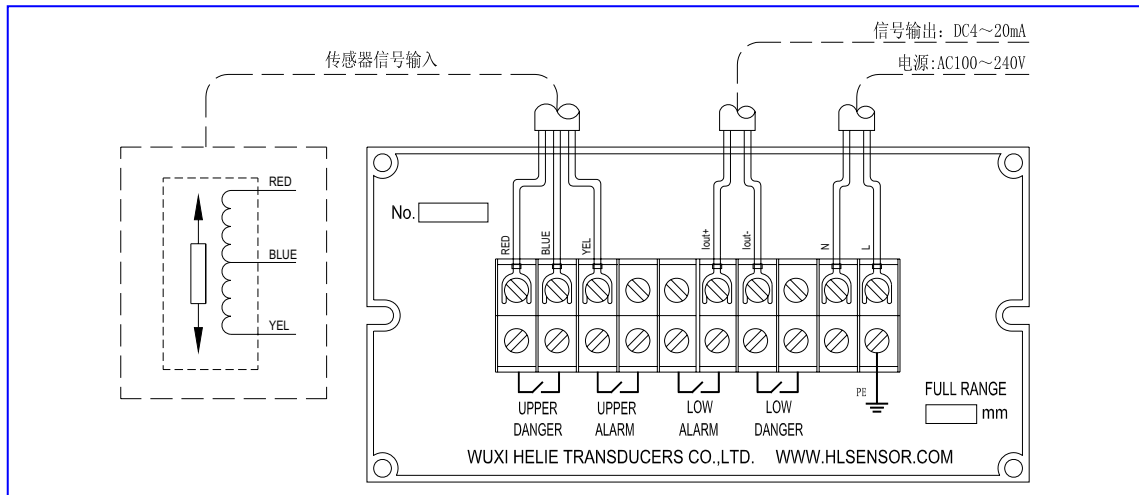 信号输出: DC4～20mA
传感器信号输入
电源:AC100～240V
RED
BLUE
YEL
No.
RED
BLUE
YEL
Iout+
Iout-
N
L
PE
FULL RANGE
mm
UPPER DANGER
UPPER ALARM
LOW ALARM
LOW DANGER
WUXI HELIE TRANSDUCERS CO.,LTD. WWW.HLSENSOR.COM